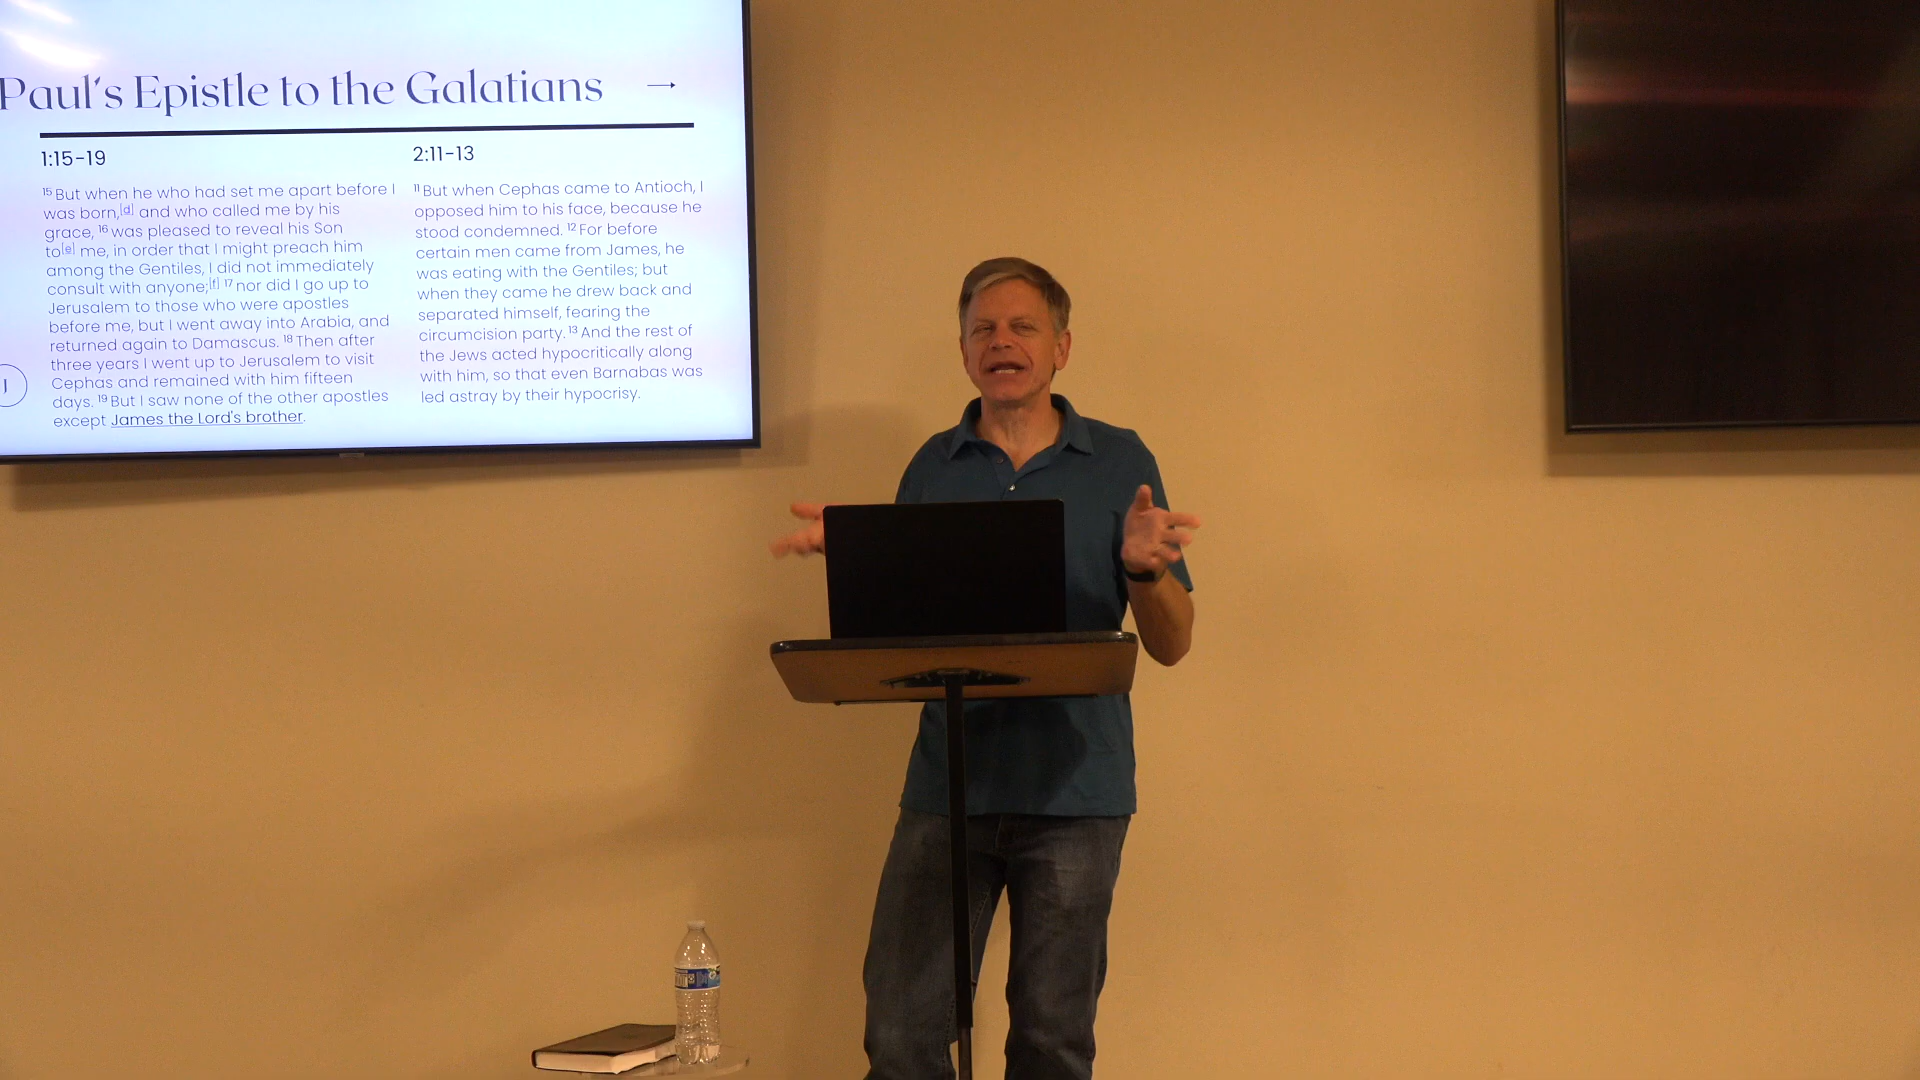 Paul's Epistle to the Galatians →
1:15-19
¹⁵ But when he who had set me apart before I
was born,[d] and who called me by his
grace, ¹⁶ was pleased to reveal his Son
to[e] me, in order that I might preach him
among the Gentiles, I did not immediately
consult with anyone;[f] ¹⁷ nor did I go up to
Jerusalem to those who were apostles
before me, but I went away into Arabia, and
returned again to Damascus. ¹⁸ Then after
three years I went up to Jerusalem to visit
Cephas and remained with him fifteen
days. ¹⁹ But I saw none of the other apostles
except James the Lord's brother.
2:11-13
¹¹ But when Cephas came to Antioch, I
opposed him to his face, because he
stood condemned. ¹² For before
certain men came from James, he
was eating with the Gentiles; but
when they came he drew back and
separated himself, fearing the
circumcision party. ¹³ And the rest of
the Jews acted hypocritically along
with him, so that even Barnabas was
led astray by their hypocrisy.
J